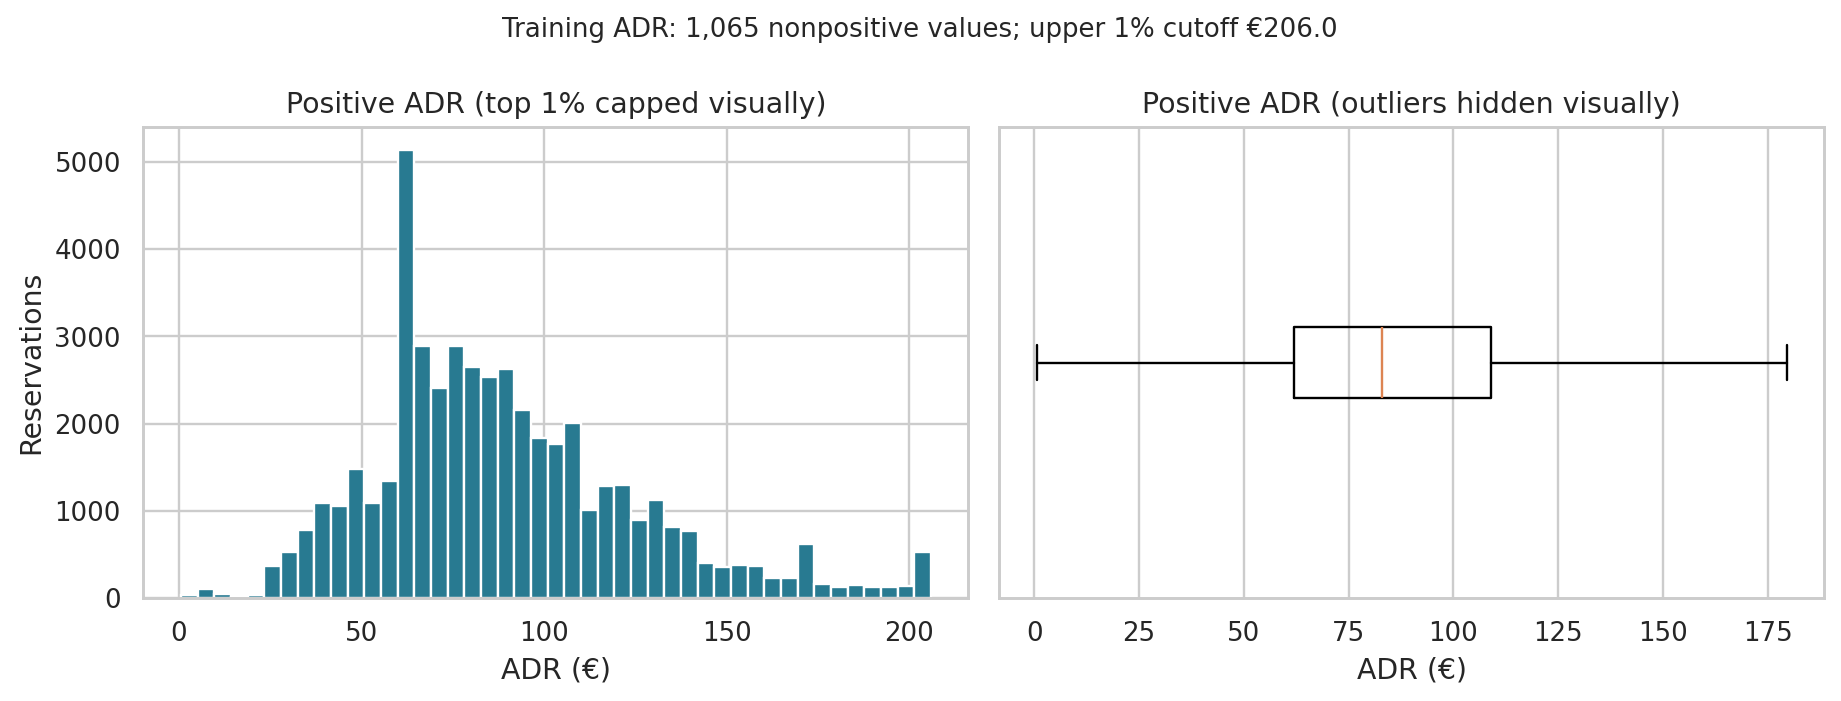 Training ADR: 1,065 nonpositive values; upper 1% cutoff €206.0
Positive ADR (top 1% capped visually)
Reservations
5000
4000
3000
2000
1000
0
0 50 100 150 200
ADR (€)
Positive ADR (outliers hidden visually)
0 25 50 75 100 125 150 175
ADR (€)